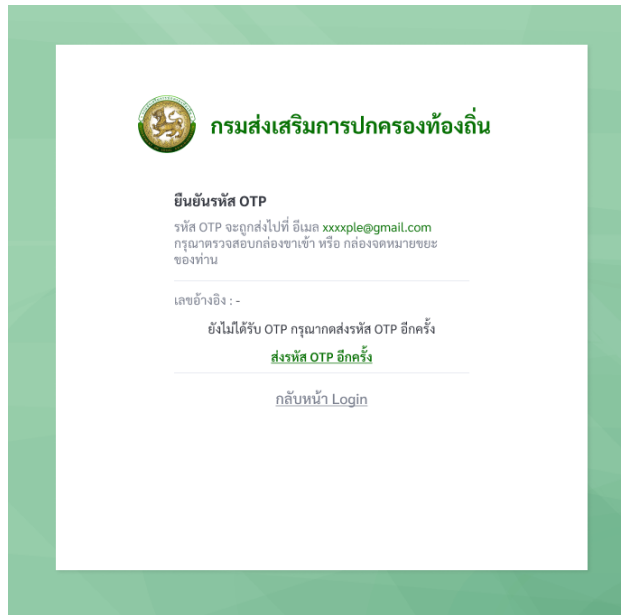 กรมส่งเสริมการปกครองท้องถิ่น
ยืนยันรหัส OTP
รหัส OTP จะถูกส่งไปที่ อีเมล xxxxple@gmail.com
กรุณาตรวจสอบกล่องขาเข้า หรือ กล่องจดหมายขยะ
ของท่าน
เลขอ้างอิง : -
ยังไม่ได้รับ OTP กรุณากดส่งรหัส OTP อีกครั้ง
ส่งรหัส OTP อีกครั้ง
กลับหน้า Login